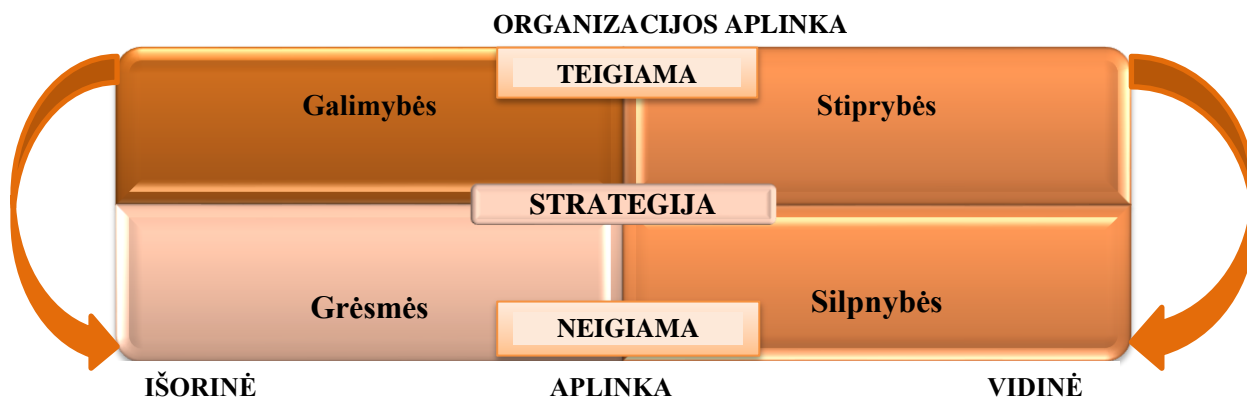 ORGANIZACIJOS APLINKA
TEIGIAMA
Galimybės
Stiprybės
STRATEGIJA
Grėsmės
Silpnybės
NEIGIAMA
IŠORINĖ APLINKA VIDINĖ